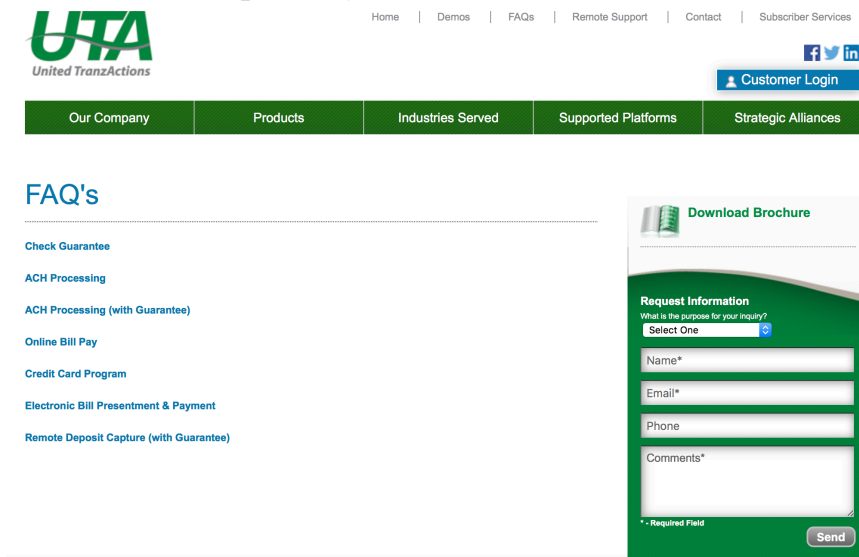 UTA
United TranzActions
Home | Demos | FAQs | Remote Support | Contact | Subscriber Services
f in
Customer Login
Our Company Products Industries Served Supported Platforms Strategic Alliances
FAQ's
Check Guarantee
ACH Processing
ACH Processing (with Guarantee)
Online Bill Pay
Credit Card Program
Electronic Bill Presentment & Payment
Remote Deposit Capture (with Guarantee)
Download Brochure
Request Information
What is the purpose for your inquiry?
Select One
Name*
Email*
Phone
Comments*
* - Required Field
Send